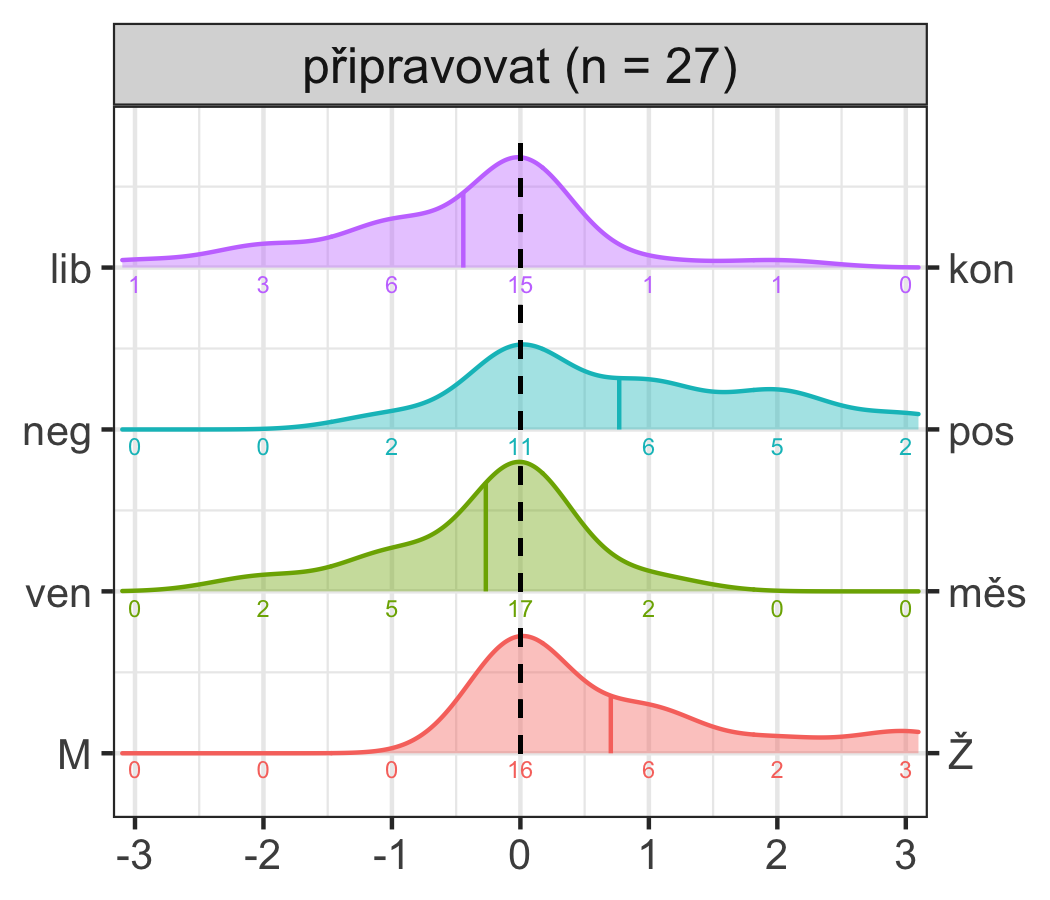 připravovat (n = 27)
lib kon
1 3 6 15 1 1 0
neg pos
0 0 2 11 6 5 2
ven měs
0 2 5 17 2 0 0
M Ž
0 0 0 16 6 2 3
-3 -2 -1 0 1 2 3